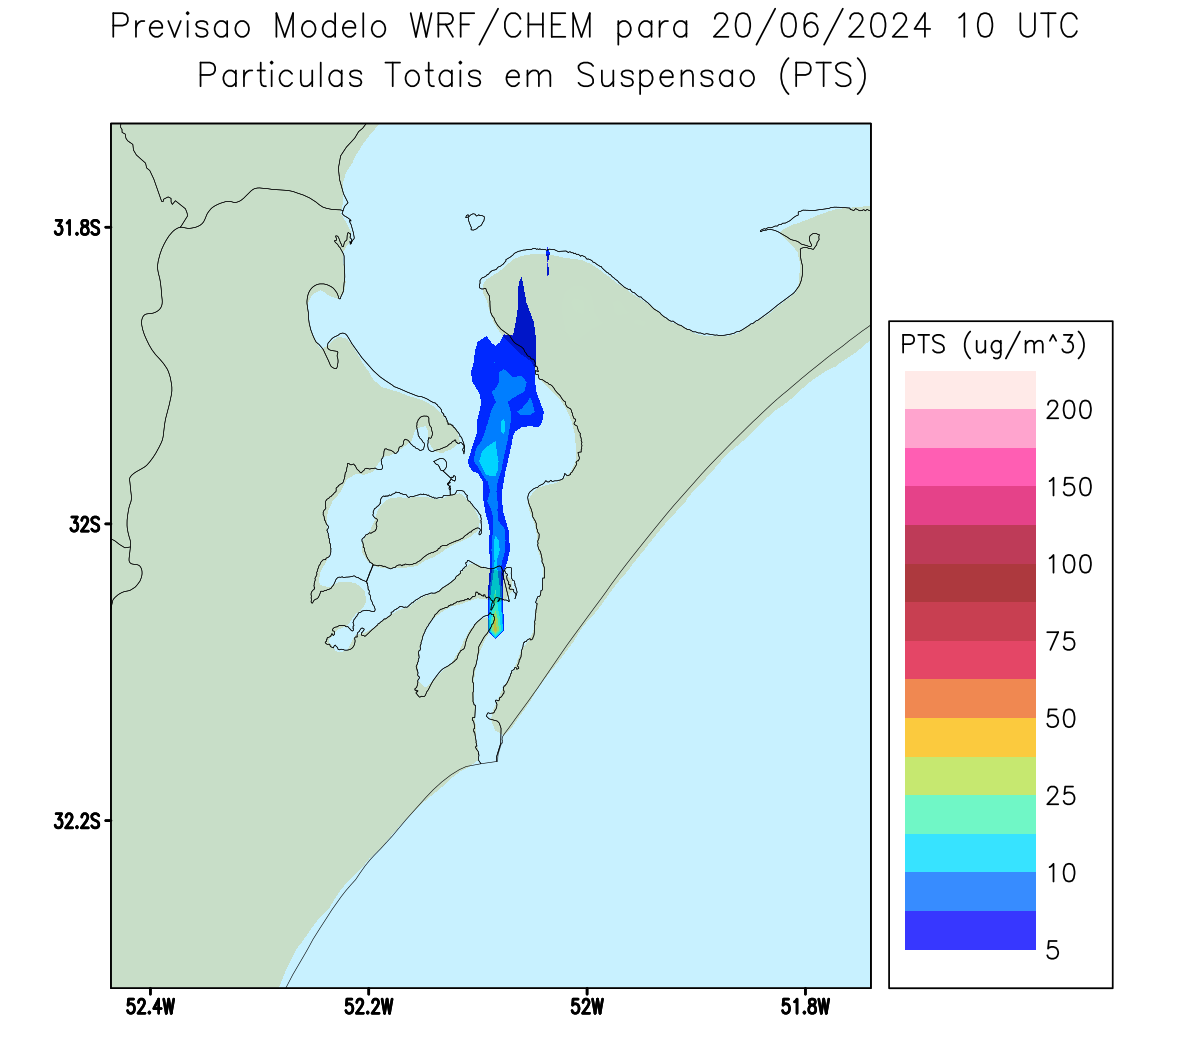 Previsao Modelo WRF/CHEM para 20/06/2024 10 UTC
Particulas Totais em Suspensao (PTS)
31.8S
32S
32.2S
52.4W
52.2W
52W
51.8W
PTS (ug/m^3)
200
150
100
75
50
25
10
5